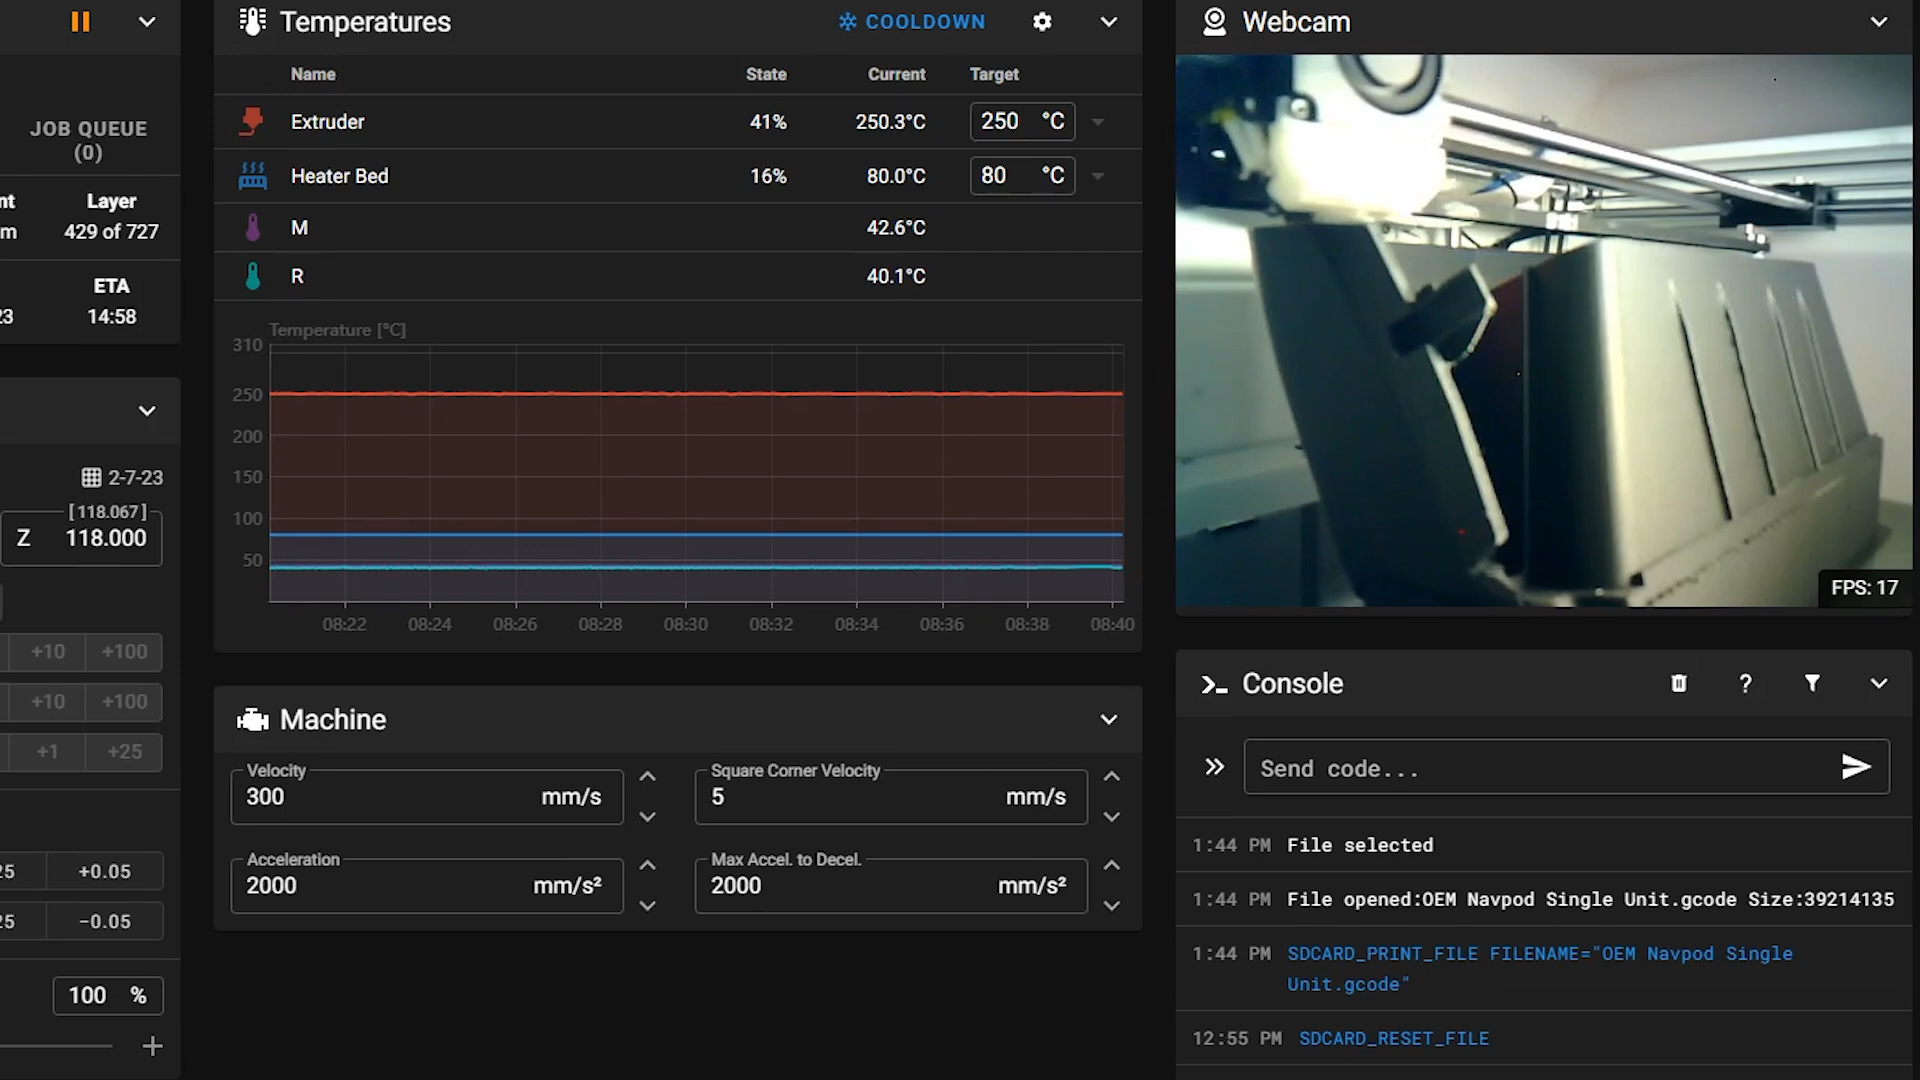 JOB QUEUE
(0)
nt
Layer
m
429 of 727
ETA
23
14:58
2-7-23
[118.067]
Z 118.000
+10 +100
+10 +100
+1 +25
25 +0.05
25 −0.05
100 %
Temperatures
COOLDOWN
Name State Current Target
Extruder 41% 250.3°C 250 °C
Heater Bed 16% 80.0°C 80 °C
M 42.6°C
R 40.1°C
Temperature [°C]
310
250
200
150
100
50
08:22 08:24 08:26 08:28 08:30 08:32 08:34 08:36 08:38 08:40
Machine
Velocity
300 mm/s
Square Corner Velocity
5 mm/s
Acceleration
2000 mm/s²
Max Accel. to Decel.
2000 mm/s²
Webcam
FPS: 17
Console
Send code...
1:44 PM File selected
1:44 PM File opened:OEM Navpod Single Unit.gcode Size:39214135
1:44 PM SDCARD_PRINT_FILE FILENAME="OEM Navpod Single
Unit.gcode"
12:55 PM SDCARD_RESET_FILE